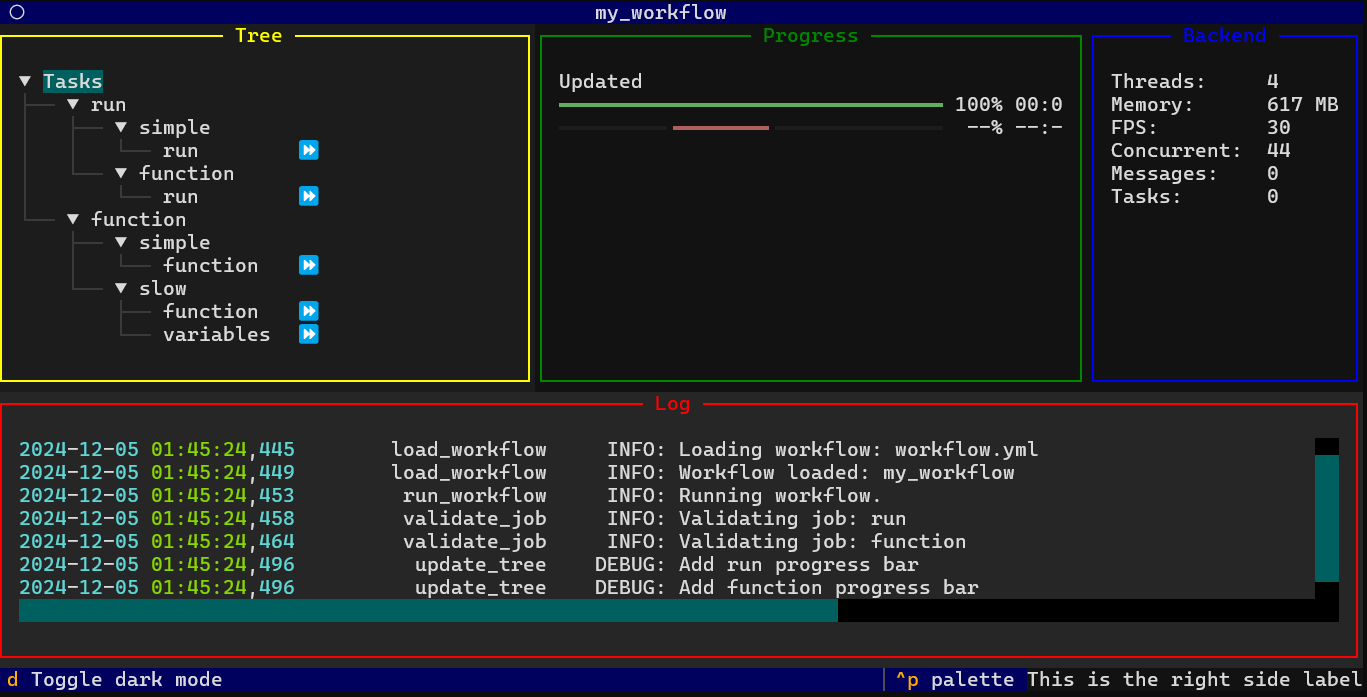 my_workflow
Tree
▼ Tasks
▼ run
▼ simple
run ⏩
▼ function
run ⏩
▼ function
▼ simple
function ⏩
▼ slow
function ⏩
variables ⏩
Progress
Updated
100% 00:0
--% --:-
Backend
Threads: 4
Memory: 617 MB
FPS: 30
Concurrent: 44
Messages: 0
Tasks: 0
Log
2024-12-05 01:45:24,445 load_workflow INFO: Loading workflow: workflow.yml
2024-12-05 01:45:24,449 load_workflow INFO: Workflow loaded: my_workflow
2024-12-05 01:45:24,453 run_workflow INFO: Running workflow.
2024-12-05 01:45:24,458 validate_job INFO: Validating job: run
2024-12-05 01:45:24,464 validate_job INFO: Validating job: function
2024-12-05 01:45:24,496 update_tree DEBUG: Add run progress bar
2024-12-05 01:45:24,496 update_tree DEBUG: Add function progress bar
d Toggle dark mode
^p palette This is the right side label